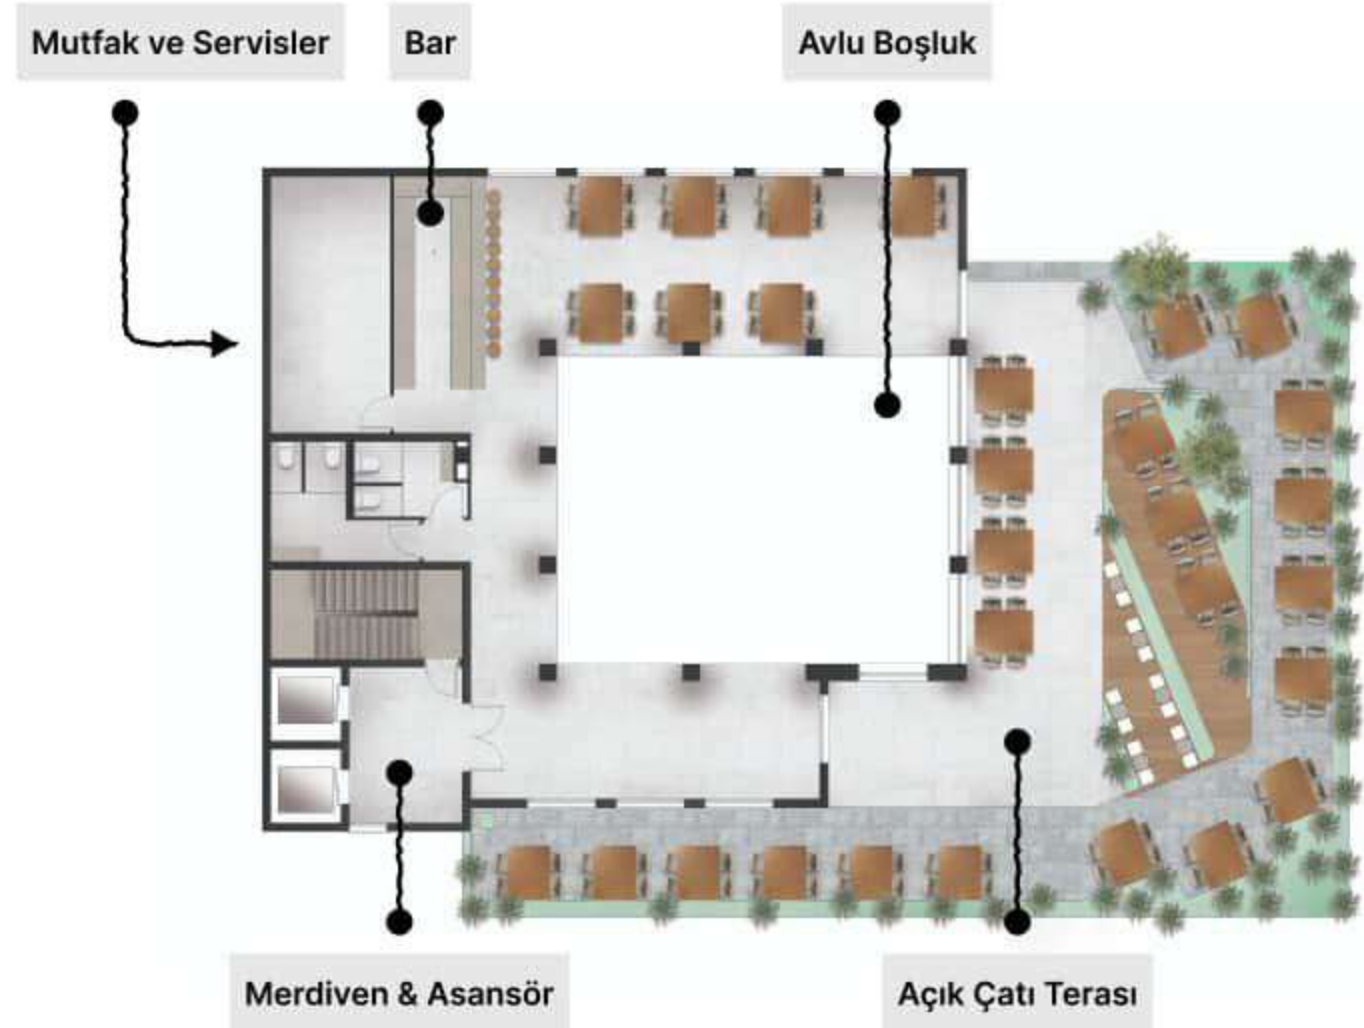 Mutfak ve Servisler
Bar
Avlu Boşluk
Merdiven & Asansör
Açık Çatı Terası